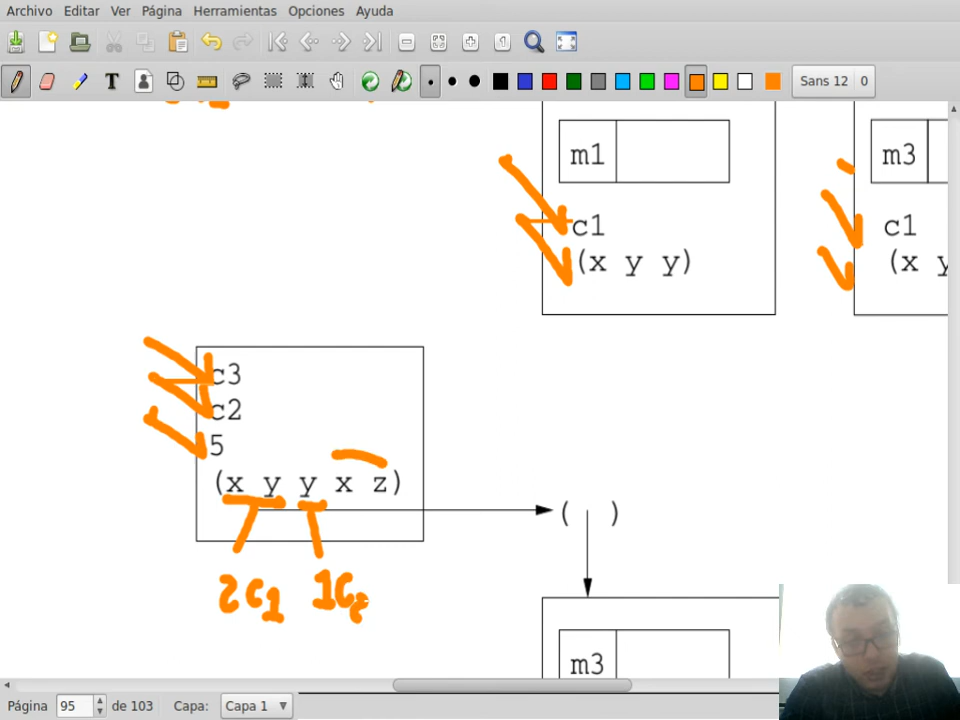 Archivo Editar Ver Página Herramientas Opciones Ayuda
Sans 12 0
m1
m3
c1
(x y y)
c1
(x y
c3
c2
5
(x y y x z)
( )
2c1 1c2
m3
Página 95 de 103 Capa: Capa 1